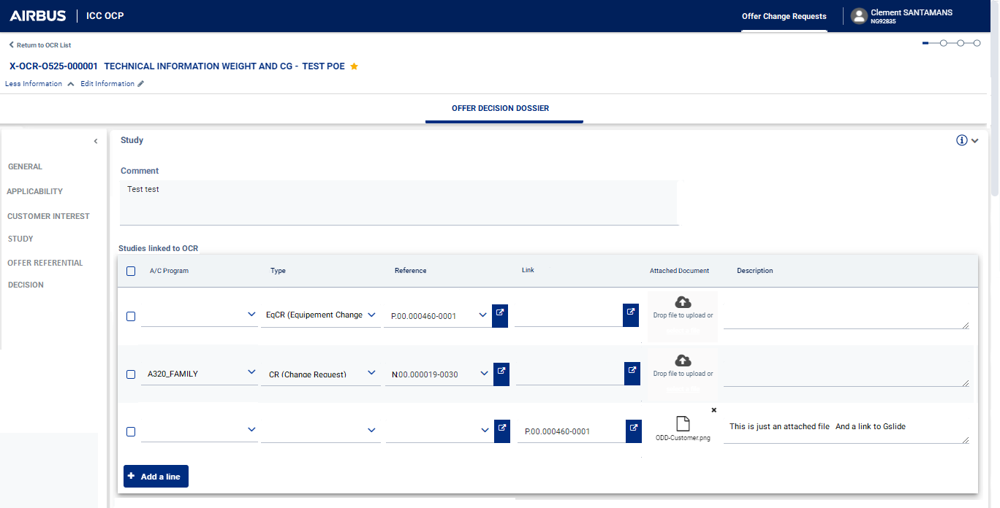 AIRBUS ICC OCP Offer Change Requests Clement SANTAMANS
NG92835
Return to OCR List
X-OCR-O525-000001 TECHNICAL INFORMATION WEIGHT AND CG - TEST POE
Less Information Edit Information
OFFER DECISION DOSSIER
GENERAL
APPLICABILITY
CUSTOMER INTEREST
STUDY
OFFER REFERENTIAL
DECISION
Study
Comment
Test test
Studies linked to OCR
A/C Program Type Reference Link Attached Document Description
EqCR (Equipement Change P.00.000460-0001 Drop file to upload or
A320_FAMILY CR (Change Request) N.00.000019-0030 Drop file to upload or
P.00.000460-0001 ODD-Customer.png This is just an attached file And a link to Gslide
+ Add a line